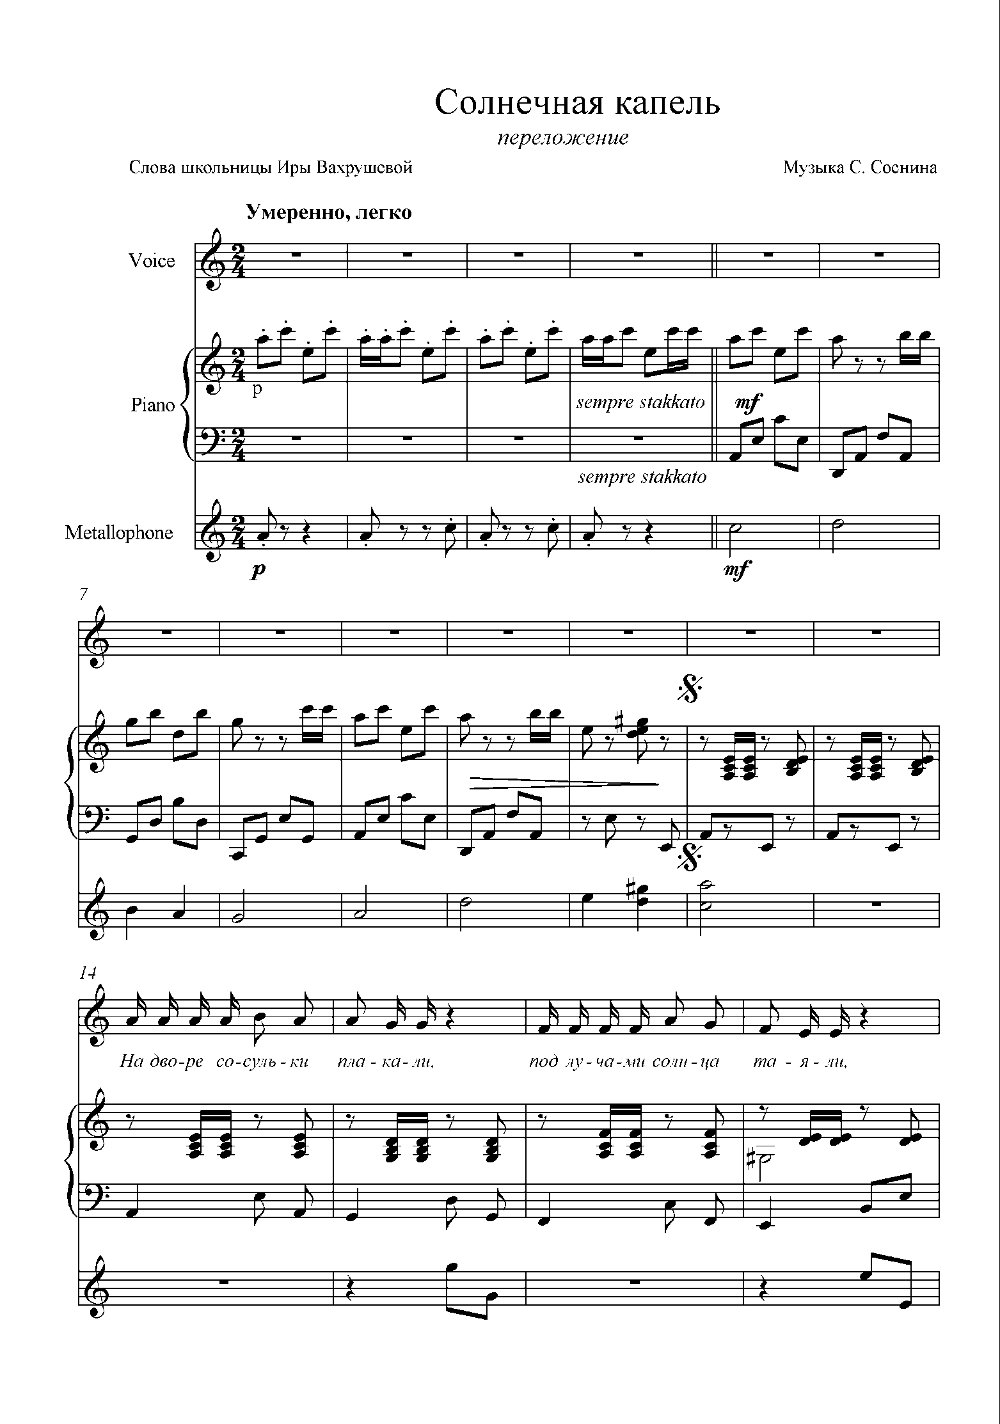 Солнечная капель
переложение
Слова школьницы Иры Вахрушевой
Музыка С. Соснина
Умеренно, легко
Voice
Piano
p
sempre stakkato
mf
sempre stakkato
Metallophone
p
mf
7
14
На дво-ре со-суль-ки пла-ка-ли, под лу-ча-ми солн-ца та-я-ли,